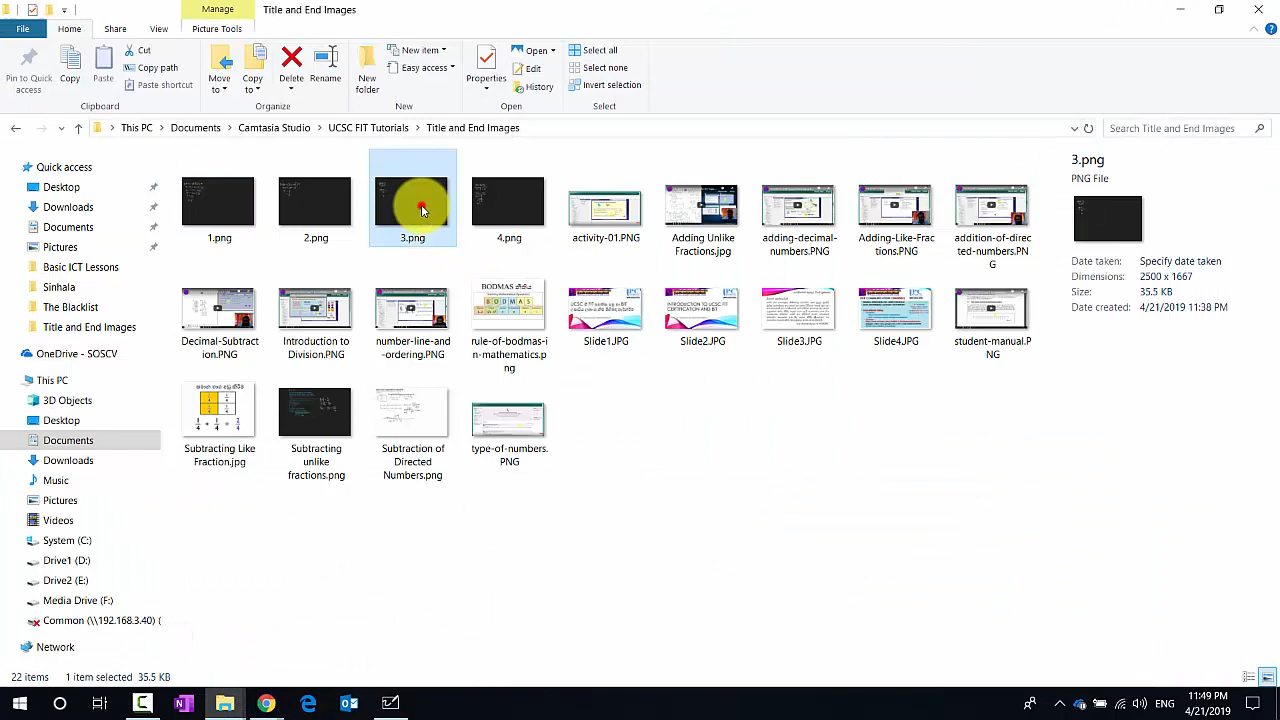 Manage
Title and End Images
File
Home
Share
View
Picture Tools
Pin to Quick access
Copy
Paste
Cut
Copy path
Paste shortcut
Clipboard
Move to
Copy to
Delete
Rename
Organize
New folder
New item
Easy access
New
Properties
Open
Edit
History
Open
Select all
Select none
Invert selection
Select
This PC > Documents > Camtasia Studio > UCSC FIT Tutorials > Title and End Images
Search Title and End Images
Quick access
Desktop
Downloads
Documents
Pictures
Basic ICT Lessons
Sinhala
Title and End Images
This PC
3D Objects
Desktop
Documents
Downloads
Music
Pictures
Videos
System (C:)
Drive1 (D:)
Drive2 (E:)
Media Drive (F:)
Common (\\192.168.3.40) (
Network
1.png
2.png
3.png
4.png
activity-01.PNG
Adding Unlike Fractions.jpg
adding-decimal-numbers.PNG
Adding-Like-Fractions.PNG
addition-of-directed-numbers.PNG
Decimal-Subtraction.PNG
Introduction to Division.PNG
number-line-and-ordering.PNG
rule-of-bodmas-in-mathematics.png
Slide1.JPG
Slide2.JPG
Slide3.JPG
Slide4.JPG
student-manual.PNG
Subtracting Like Fraction.jpg
Subtracting unlike fractions.png
Subtraction of Directed Numbers.png
type-of-numbers.PNG
3.png
PNG File
Date taken: Specify date taken
Dimensions: 2500 x 1667
Size: 35.5 KB
Date created: 4/21/2019 11:30 PM
22 items
1 item selected 35.5 KB
ENG
11:49 PM
4/21/2019